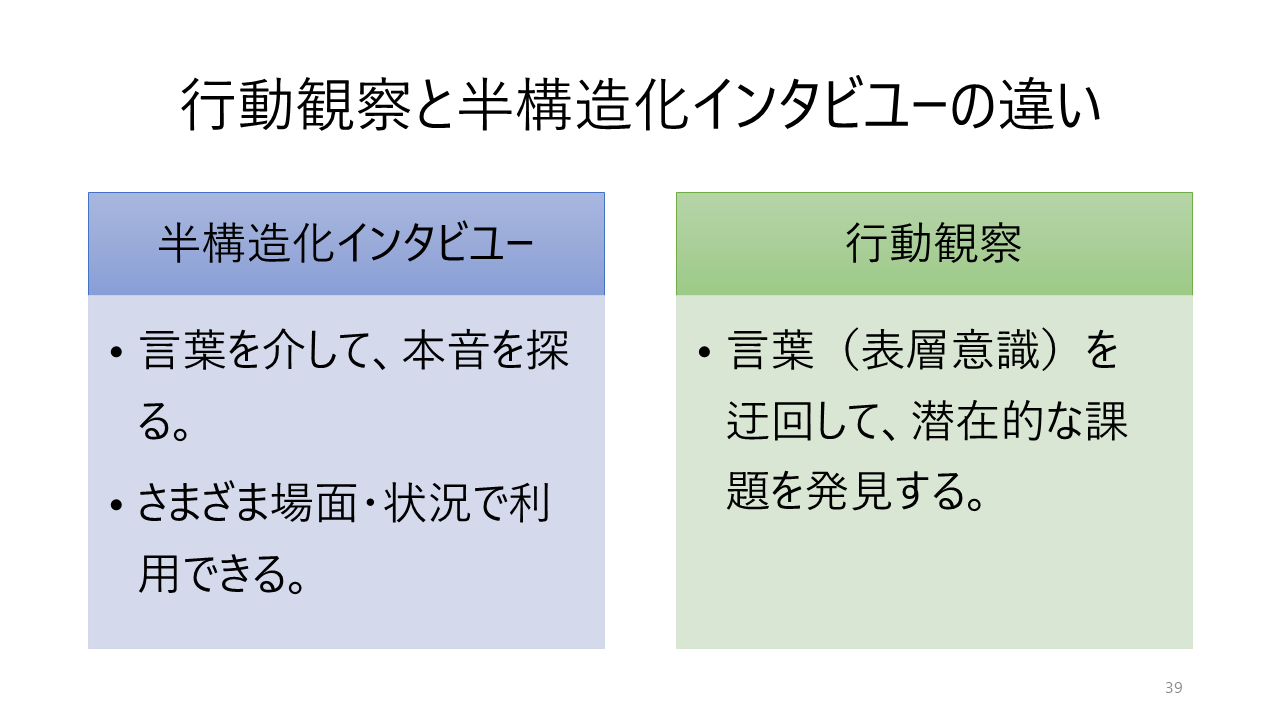 行動観察と半構造化インタビューの違い
半構造化インタビュー
• 言葉を介して、本音を探
る。
• さまざま場面・状況で利
用できる。
行動観察
• 言葉（表層意識）を
迂回して、潜在的な課
題を発見する。
39